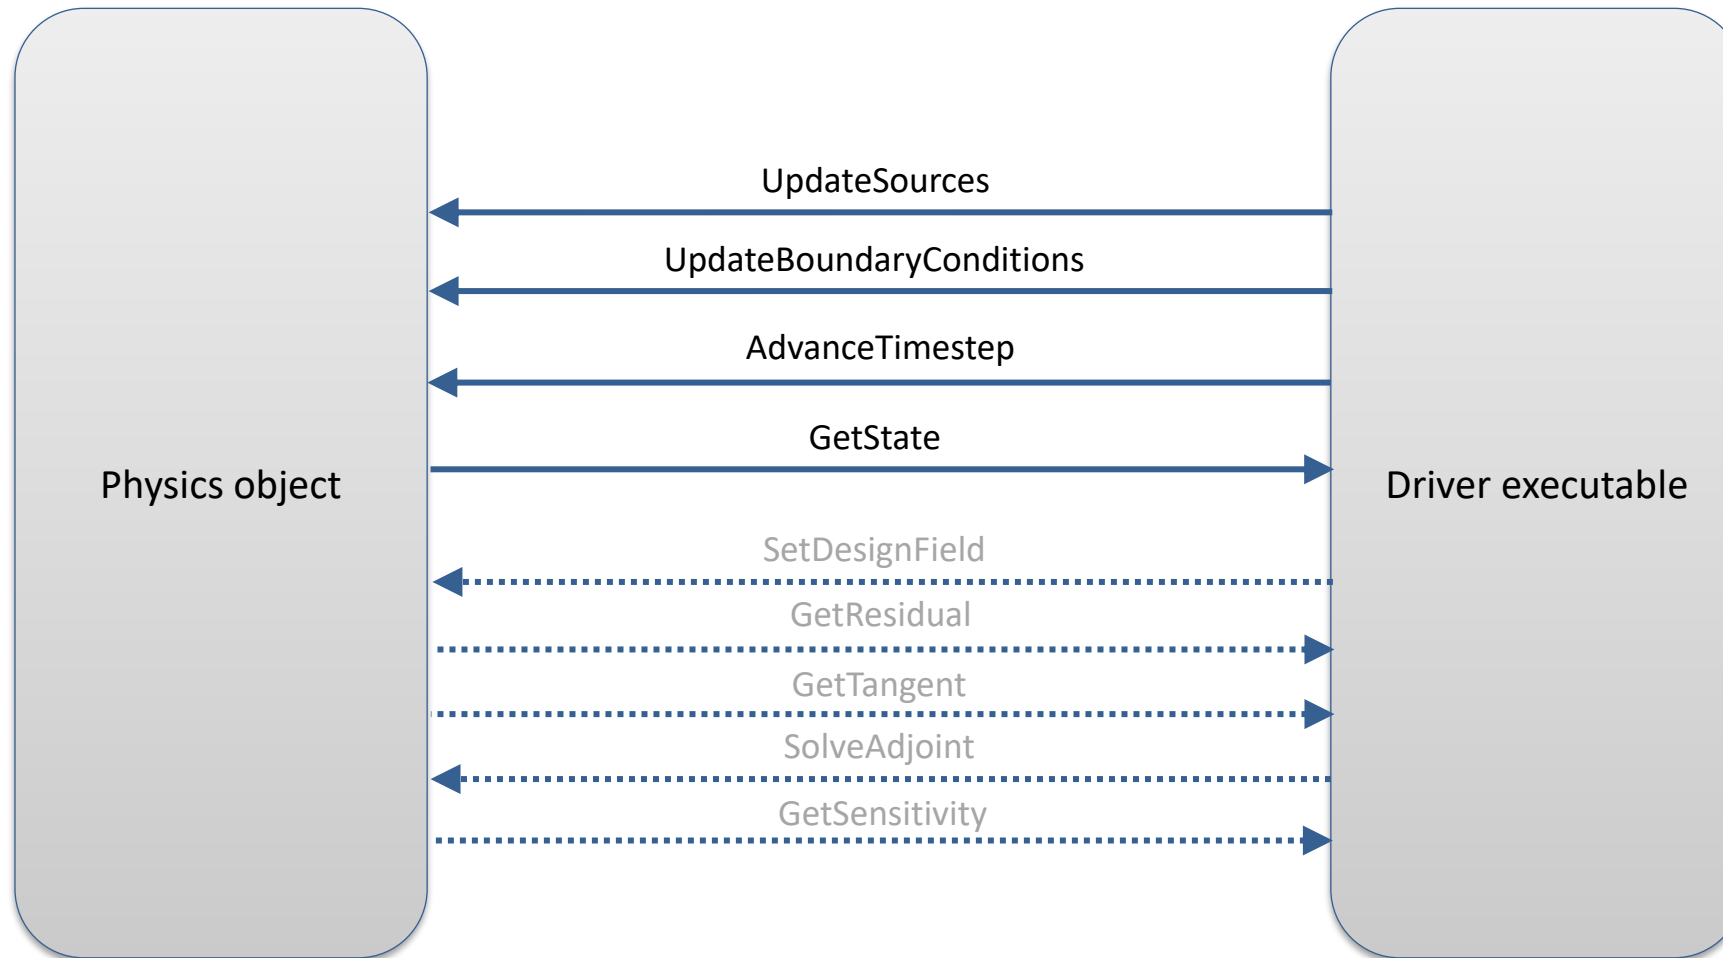 UpdateSources
UpdateBoundaryConditions
AdvanceTimestep
GetState
Physics object
Driver executable
SetDesignField
GetResidual
GetTangent
SolveAdjoint
GetSensitivity